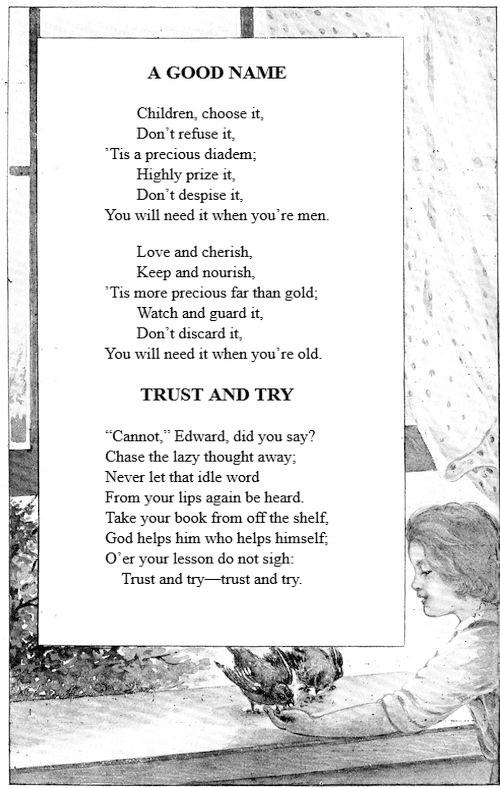 A GOOD NAME
Children, choose it,
Don't refuse it,
'Tis a precious diadem;
Highly prize it,
Don't despise it,
You will need it when you're men.
Love and cherish,
Keep and nourish,
'Tis more precious far than gold;
Watch and guard it,
Don't discard it,
You will need it when you're old.
TRUST AND TRY
“Cannot,” Edward, did you say?
Chase the lazy thought away;
Never let that idle word
From your lips again be heard.
Take your book from off the shelf,
God helps him who helps himself;
O'er your lesson do not sigh:
Trust and try—trust and try.